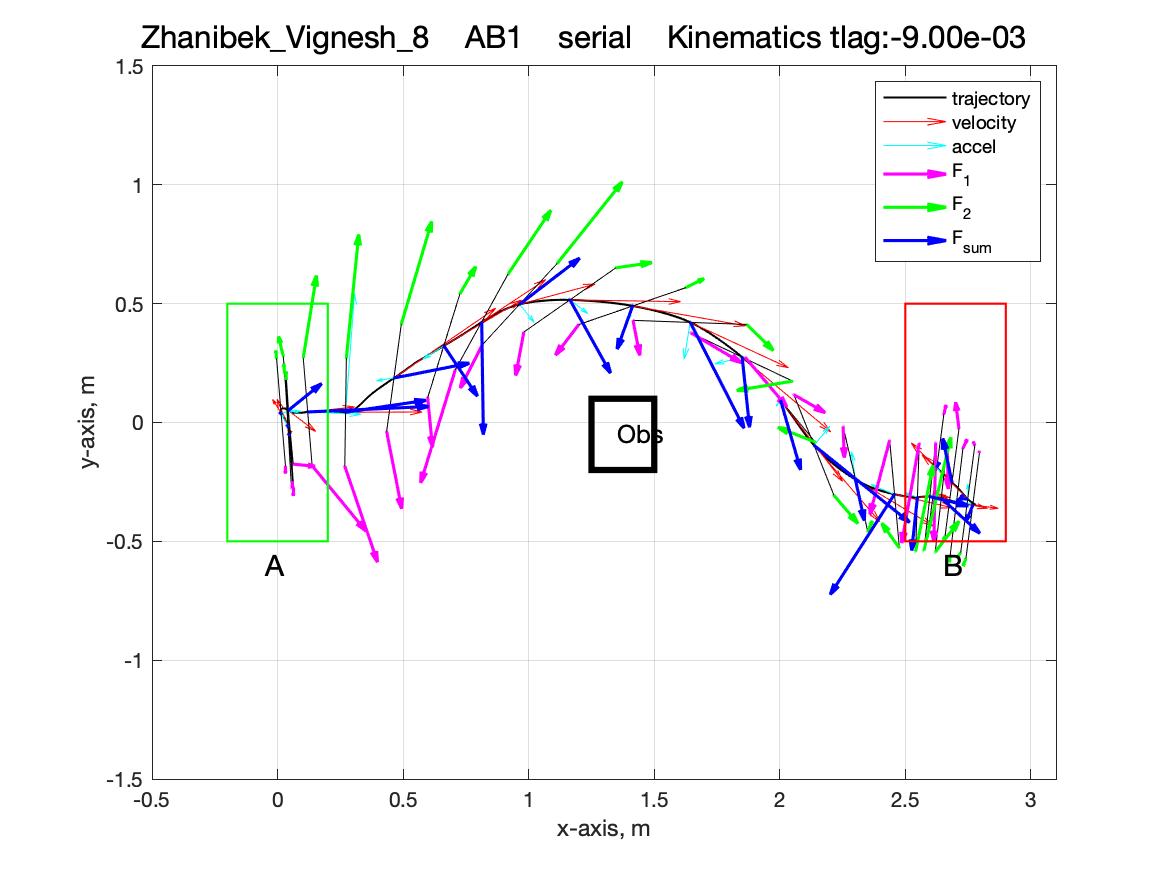 Zhanibek_Vignesh_8 AB1 serial Kinematics tlag:-9.00e-03
1.5
1
0.5
0
-0.5
-1
-1.5
y-axis, m
trajectory
velocity
accel
F1
F2
Fsum
Obs
A
B
-0.5 0 0.5 1 1.5 2 2.5 3
x-axis, m